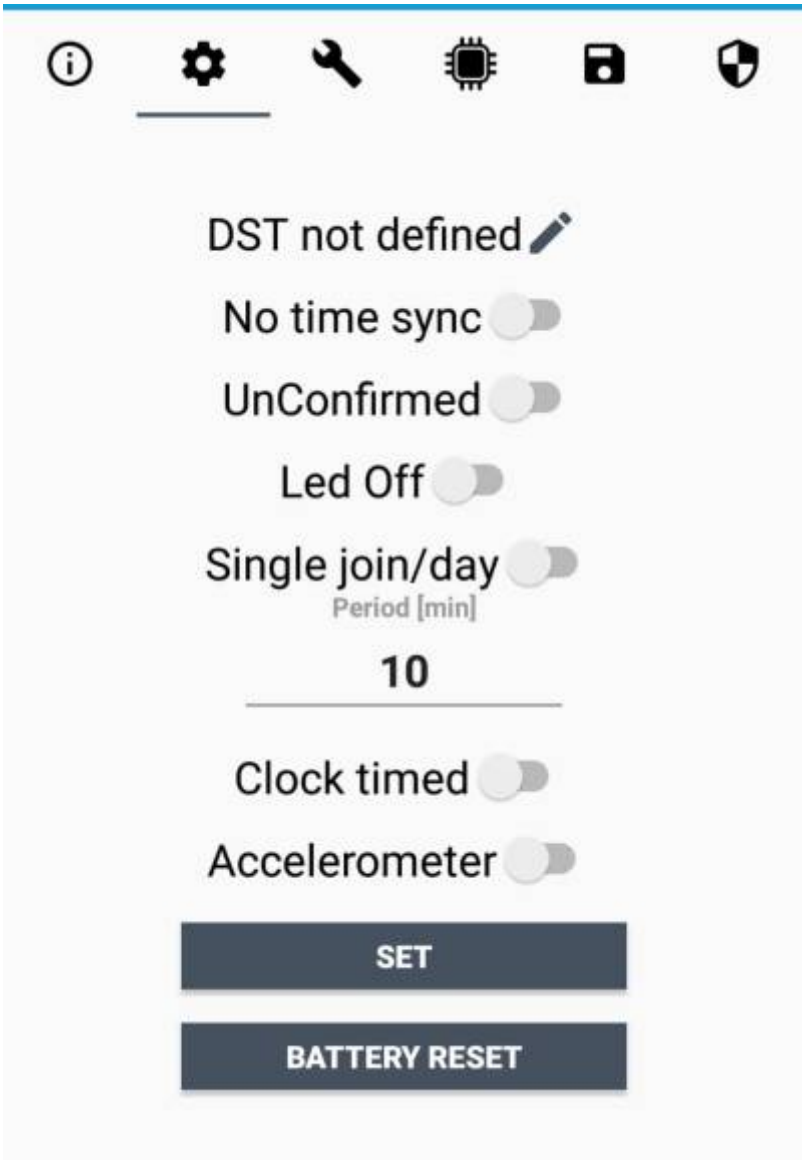 DST not defined
No time sync
UnConfirmed
Led Off
Single join/day
Period [min]
10
Clock timed
Accelerometer
SET
BATTERY RESET